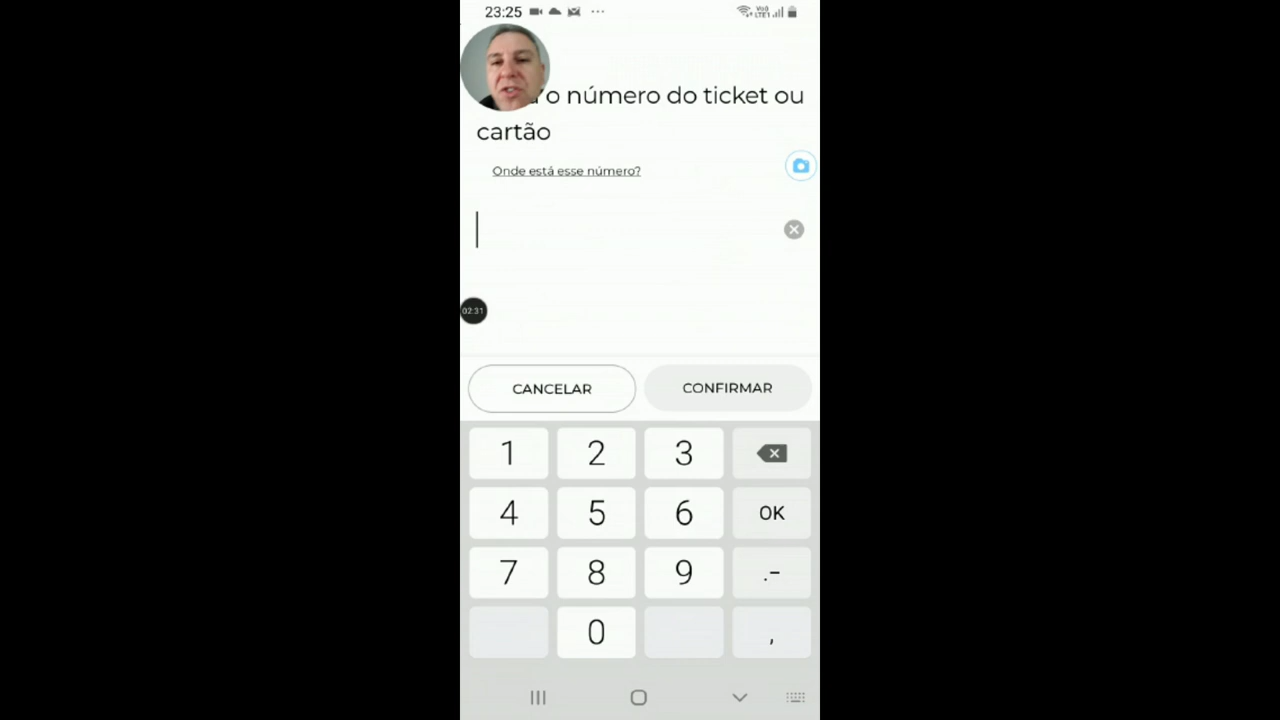 23:25
o número do ticket ou
cartão
Onde está esse número?
02:31
CANCELAR
CONFIRMAR
1 2 3
4 5 6 OK
7 8 9 .-
0 ,